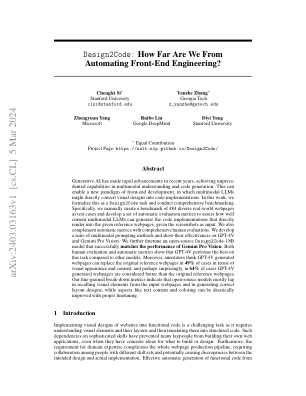 Design2Code: How Far Are We From
Automating Front-End Engineering?
Chenglei Si*
Stanford University
clsi@stanford.edu
Yanzhe Zhang*
Georgia Tech
z_yanzhe@gatech.edu
Zhengyuan Yang
Microsoft
Ruibo Liu
Google DeepMind
Diyi Yang
Stanford University
* Equal Contribution
Project Page: https://salt-nlp.github.io/Design2Code/
Abstract
Generative AI has made rapid advancements in recent years, achieving unprece-
dented capabilities in multimodal understanding and code generation. This can
enable a new paradigm of front-end development, in which multimodal LLMs
might directly convert visual designs into code implementations. In this work, we
formalize this as a Design2Code task and conduct comprehensive benchmarking.
Specifically, we manually curate a benchmark of 484 diverse real-world webpages
as test cases and develop a set of automatic evaluation metrics to assess how well
current multimodal LLMs can generate the code implementations that directly
render into the given reference webpages, given the screenshots as input. We also
complement automatic metrics with comprehensive human evaluations. We develop
a suite of multimodal prompting methods and show their effectiveness on GPT-4V
and Gemini Pro Vision. We further finetune an open-source Design2Code-18B
model that successfully matches the performance of Gemini Pro Vision. Both
human evaluation and automatic metrics show that GPT-4V performs the best on
this task compared to other models. Moreover, annotators think GPT-4V generated
webpages can replace the original reference webpages in 49% of cases in terms of
visual appearance and content; and perhaps surprisingly, in 64% of cases GPT-4V
generated webpages are considered better than the original reference webpages.
Our fine-grained break-down metrics indicate that open-source models mostly lag
in recalling visual elements from the input webpages and in generating correct
layout designs, while aspects like text content and coloring can be drastically
improved with proper finetuning.
1 Introduction
Implementing visual designs of websites into functional code is a challenging task as it requires
understanding visual elements and their layouts and then translating them into structured code. Such
dependencies on sophisticated skills have prevented many laypeople from building their own web
applications, even when they have concrete ideas for what to build or design. Furthermore, the
requirement for domain expertise complicates the whole webpage production pipeline, requiring
collaboration among people with different skill sets and potentially causing discrepancies between the
intended design and actual implementation. Effective automatic generation of functional code from
arXiv:2403.03163v1 [cs.CL] 5 Mar 2024